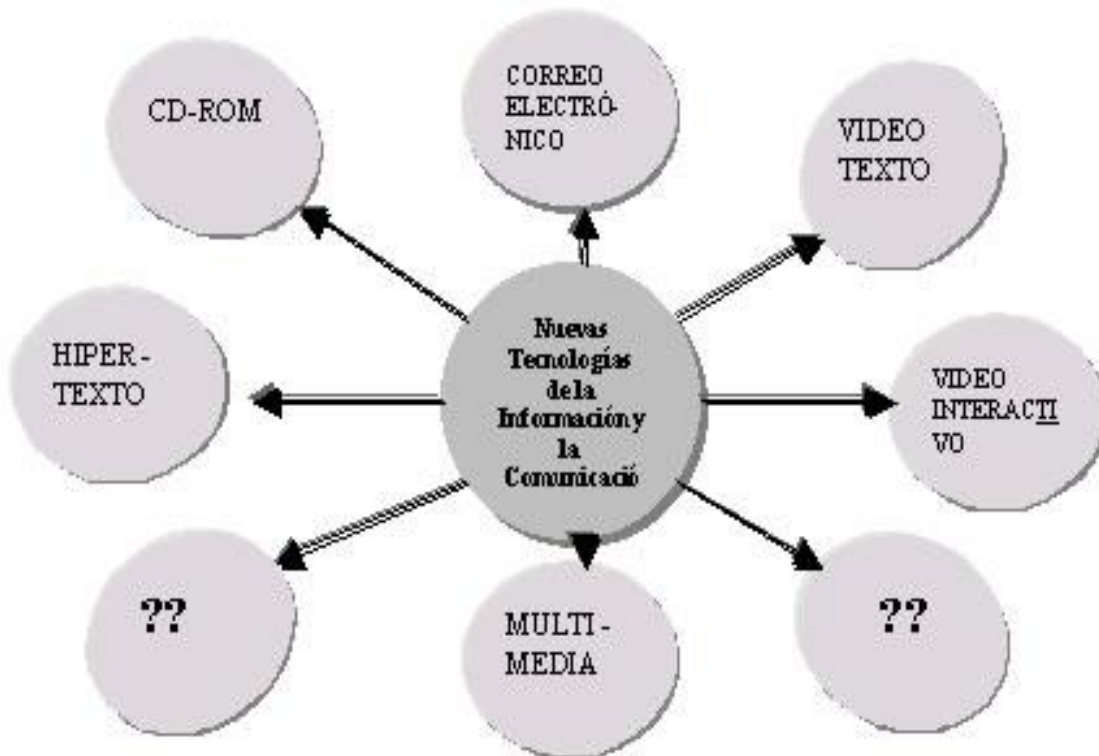 CD-ROM
CORREO
ELECTRÓ-
NICO
VIDEO
TEXTO
HIPER-
TEXTO
Nuevas
Tecnologías
de la
Información y
la
Comunicació
VIDEO
INTERACTI
VO
??
MULTI-
MEDIA
??